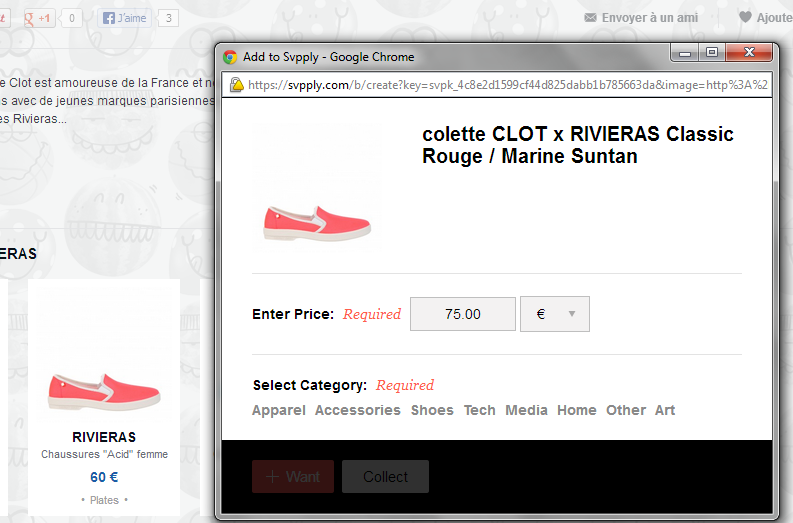 +1
0
J'aime
3
Envoyer à un ami
Ajoute
Add to Svpply - Google Chrome
https://svpply.com/b/create?key=svpk_4c8e2d1599cf44d825dabb1b785663da&image=http%3A%2
e Clot est amoureuse de la France et
s avec de jeunes marques parisiennes
es Rivieras...
colette CLOT x RIVIERAS Classic
Rouge / Marine Suntan
ERAS
Enter Price: Required 75.00 €
Select Category: Required
Apparel Accessories Shoes Tech Media Home Other Art
RIVIERAS
Chaussures "Acid" femme
60 €
• Plates •
+ Want
Collect